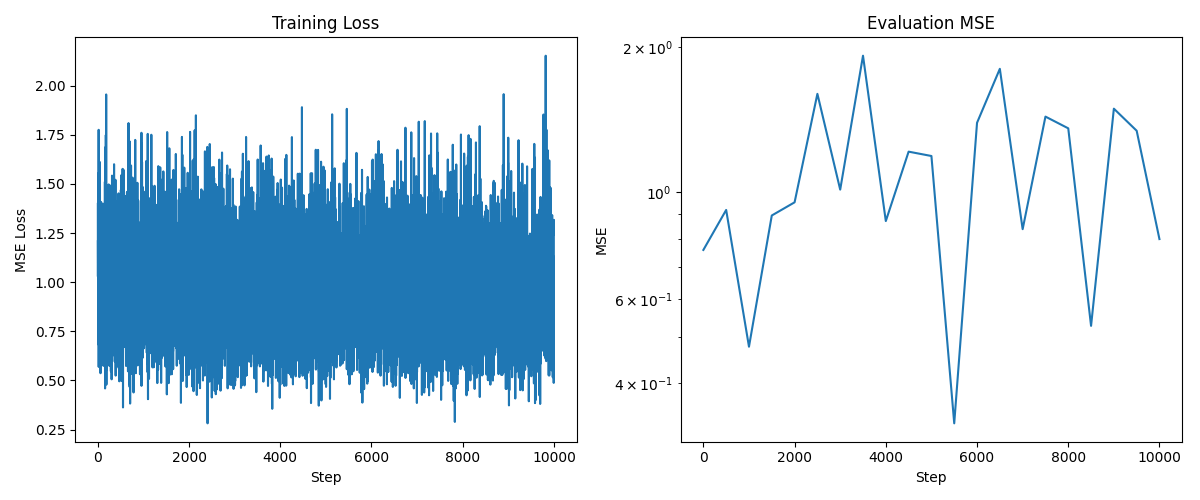 Training Loss
MSE Loss
2.00
1.75
1.50
1.25
1.00
0.75
0.50
0.25
0 2000 4000 6000 8000 10000
Step
Evaluation MSE
MSE
2 × 10⁰
10⁰
6 × 10⁻¹
4 × 10⁻¹
0 2000 4000 6000 8000 10000
Step